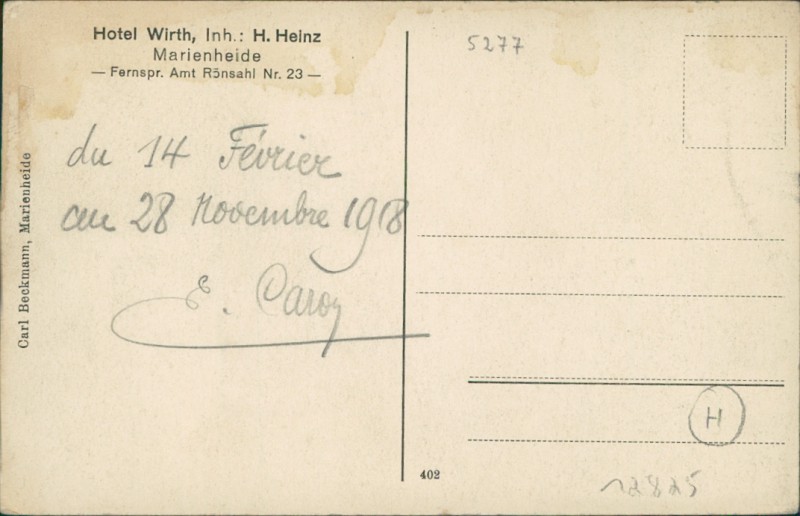 Hotel Wirth, Inh.: H. Heinz
Marienheide
— Fernspr. Amt Rönsahl Nr. 23 —
5277
du 14 Février
au 28 Novembre 1918
E. Caroy
Carl Beckmann, Marienheide
H
402
12825